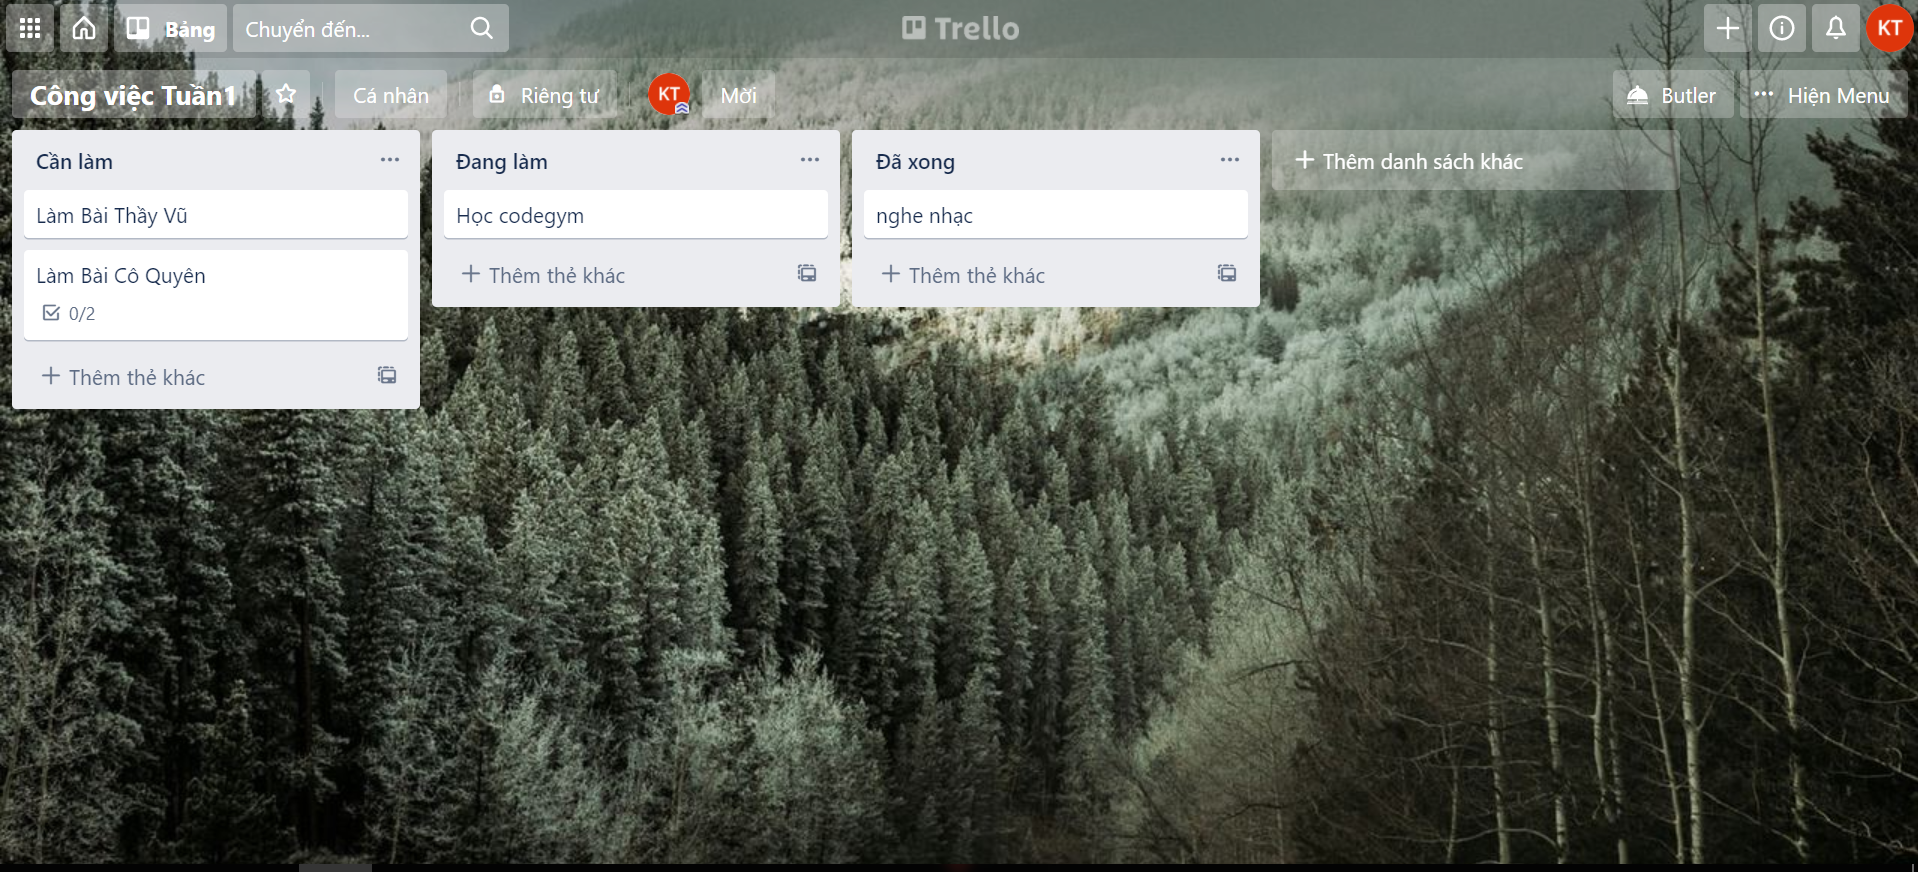 Bảng
Chuyển đến...
Trello
KT
Công việc Tuần1
Cá nhân
Riêng tư
KT
Mời
Butler
Hiện Menu
Cần làm
Làm Bài Thầy Vũ
Làm Bài Cô Quyên
0/2
Thêm thẻ khác
Đang làm
Học codegym
Thêm thẻ khác
Đã xong
nghe nhạc
Thêm thẻ khác
Thêm danh sách khác